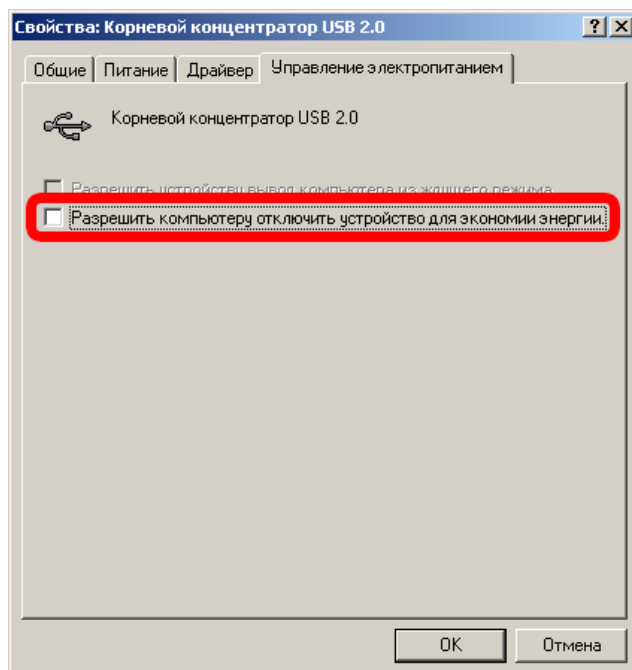 Свойства: Корневой концентратор USB 2.0
Общие Питание Драйвер Управление электропитанием
Корневой концентратор USB 2.0
Разрешить устройству вывод компьютера из ждущего режима
Разрешить компьютеру отключить устройство для экономии энергии.
OK Отмена